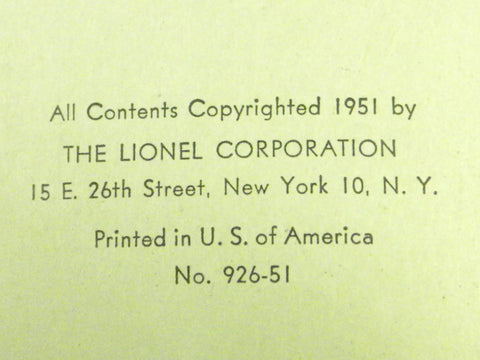 All Contents Copyrighted 1951 by
THE LIONEL CORPORATION
15 E. 26th Street, New York 10, N. Y.
Printed in U. S. of America
No. 926-51